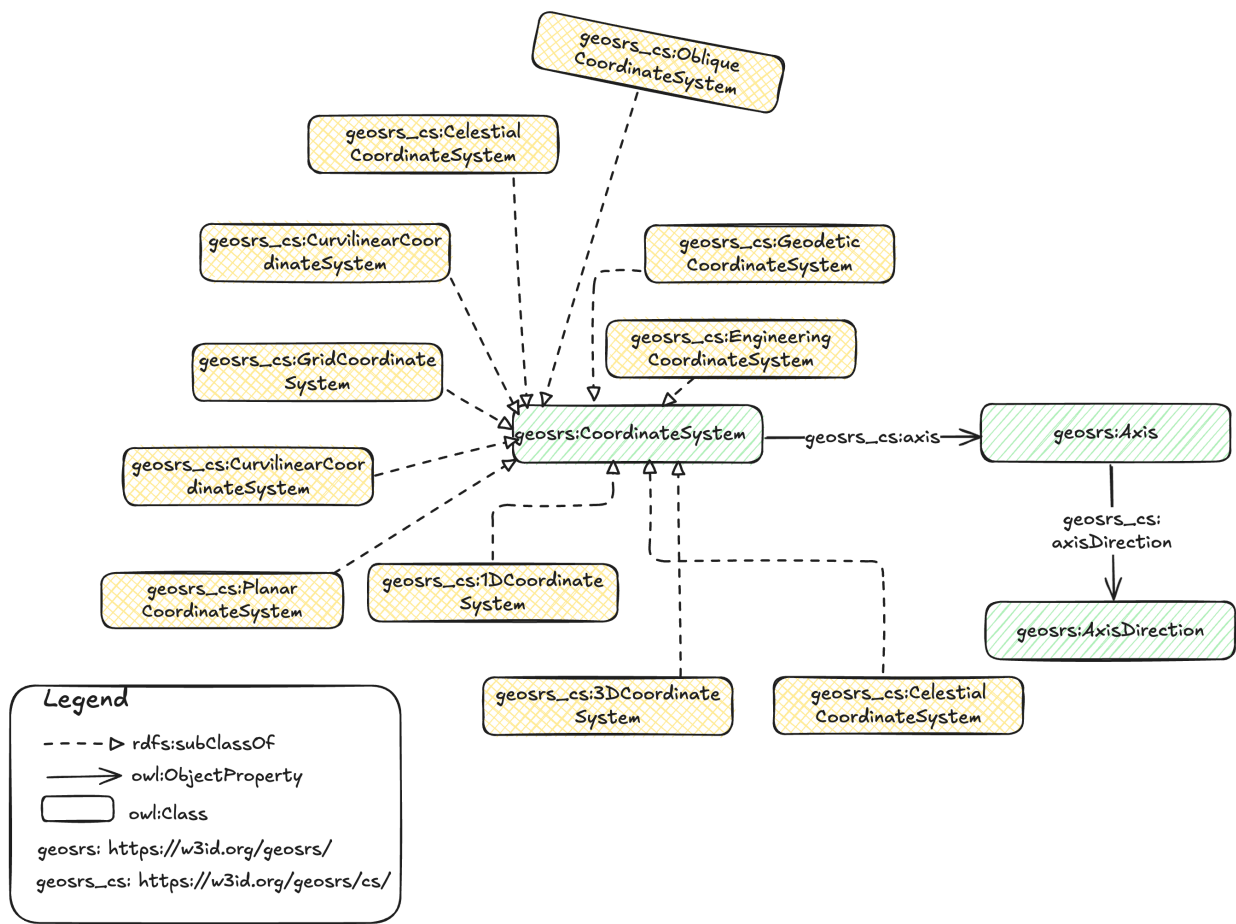 geosrs_cs:Oblique
CoordinateSystem
geosrs_cs:Celestial
CoordinateSystem
geosrs_cs:CurvilinearCoor
dinateSystem
geosrs_cs:Geodetic
CoordinateSystem
geosrs_cs:Engineering
CoordinateSystem
geosrs_cs:GridCoordinate
System
geosrs:CoordinateSystem
geosrs_cs:axis
geosrs:Axis
geosrs_cs:CurvilinearCoor
dinateSystem
geosrs_cs:
axisDirection
geosrs_cs:Planar
CoordinateSystem
geosrs_cs:1DCoordinate
System
geosrs:AxisDirection
geosrs_cs:3DCoordinate
System
geosrs_cs:Celestial
CoordinateSystem
Legend
rdfs:subClassOf
owl:ObjectProperty
owl:Class
geosrs: https://w3id.org/geosrs/
geosrs_cs: https://w3id.org/geosrs/cs/